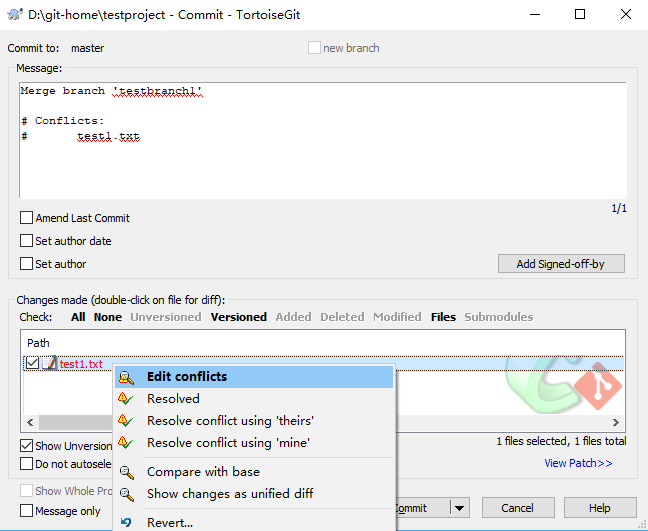 D:\git-home\testproject - Commit - TortoiseGit
Commit to: master
new branch
Message:
Merge branch 'testbranch1'
# Conflicts:
# test1.txt
1/1
Amend Last Commit
Set author date
Set author
Add Signed-off-by
Changes made (double-click on file for diff):
Check: All None Unversioned Versioned Added Deleted Modified Files Submodules
Path
test1.txt
Edit conflicts
Resolved
Resolve conflict using 'theirs'
Resolve conflict using 'mine'
Compare with base
Show changes as unified diff
Revert...
Show Unversion
1 files selected, 1 files total
Do not autosele
View Patch>>
Show Whole Pro
Message only
ommit
Cancel
Help